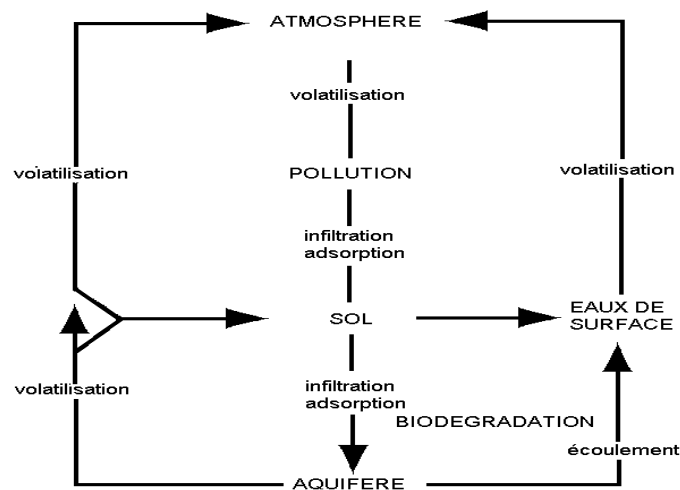 ATMOSPHERE
volatilisation
volatilisation
POLLUTION
volatilisation
infiltration
adsorption
SOL
EAUX DE
SURFACE
volatilisation
infiltration
adsorption
BIODEGRADATION
écoulement
AQUIFERE